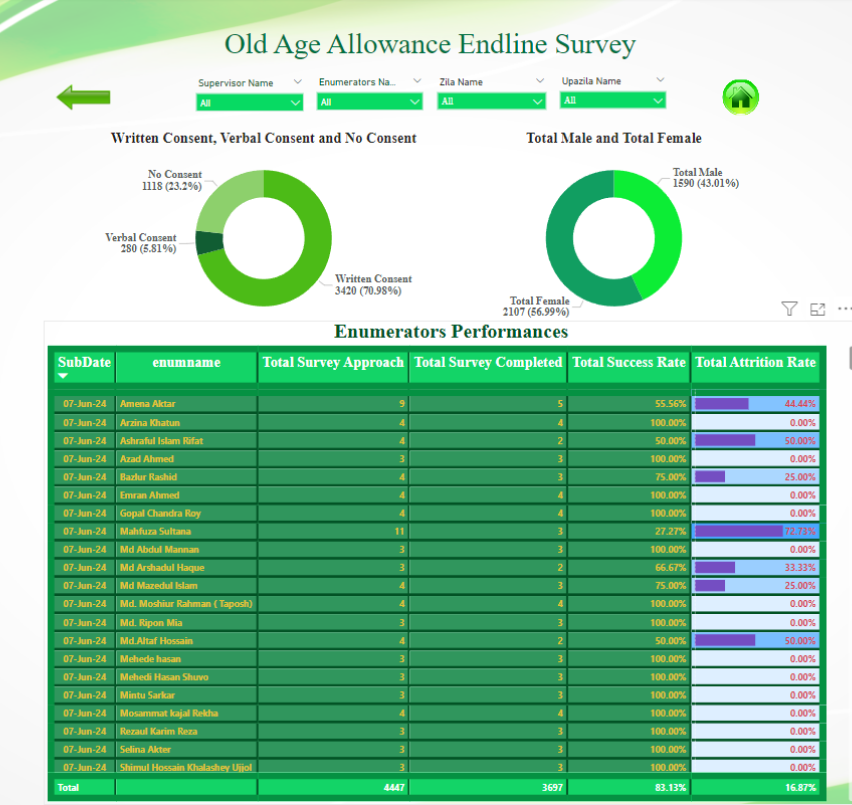 Old Age Allowance Endline Survey
Supervisor Name Enumerators Na... Zila Name Upazila Name
All All All All
Written Consent, Verbal Consent and No Consent
No Consent
1118 (23.2%)
Verbal Consent
280 (5.81%)
Written Consent
3420 (70.98%)
Total Male and Total Female
Total Male
1590 (43.01%)
Total Female
2107 (56.99%)
Enumerators Performances
SubDate enumname Total Survey Approach Total Survey Completed Total Success Rate Total Attrition Rate
07-Jun-24 Amena Aktar 9 5 55.56% 44.44%
07-Jun-24 Arzina Khatun 4 4 100.00% 0.00%
07-Jun-24 Ashraful Islam Rifat 4 2 50.00% 50.00%
07-Jun-24 Azad Ahmed 3 3 100.00% 0.00%
07-Jun-24 Bazlur Rashid 4 3 75.00% 25.00%
07-Jun-24 Emran Ahmed 4 4 100.00% 0.00%
07-Jun-24 Gopal Chandra Roy 4 4 100.00% 0.00%
07-Jun-24 Mahfuza Sultana 11 3 27.27% 72.73%
07-Jun-24 Md Abdul Mannan 3 3 100.00% 0.00%
07-Jun-24 Md Arshadul Haque 3 2 66.67% 33.33%
07-Jun-24 Md Mazedul Islam 4 3 75.00% 25.00%
07-Jun-24 Md. Moshiur Rahman ( Taposh) 4 4 100.00% 0.00%
07-Jun-24 Md. Ripon Mia 3 3 100.00% 0.00%
07-Jun-24 Md.Altaf Hossain 4 2 50.00% 50.00%
07-Jun-24 Mehede hasan 3 3 100.00% 0.00%
07-Jun-24 Mehedi Hasan Shuvo 3 3 100.00% 0.00%
07-Jun-24 Mintu Sarkar 3 3 100.00% 0.00%
07-Jun-24 Mosammat kajal Rekha 4 4 100.00% 0.00%
07-Jun-24 Rezaul Karim Reza 3 3 100.00% 0.00%
07-Jun-24 Selina Akter 3 3 100.00% 0.00%
07-Jun-24 Shimul Hossain Khalashey Ujjol 3 3 100.00% 0.00%
Total 4447 3697 83.13% 16.87%